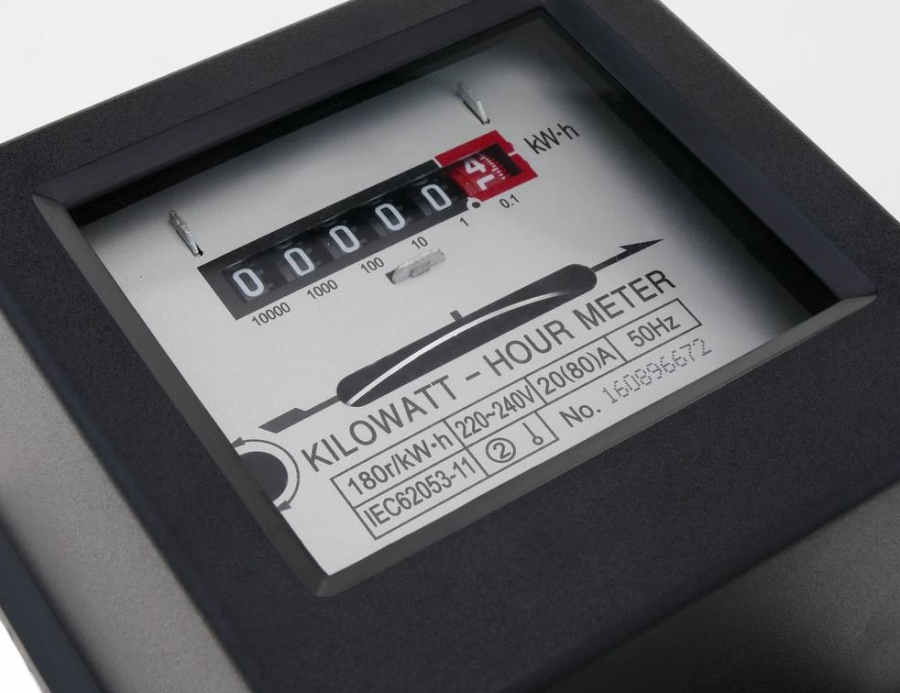 kW·h
0 0 0 0 0
10000 1000 100 10 1 0.1
KILOWATT - HOUR METER
180r/kW·h 220~240V 20(80)A 50Hz
IEC62053-11 2 No. 160896672